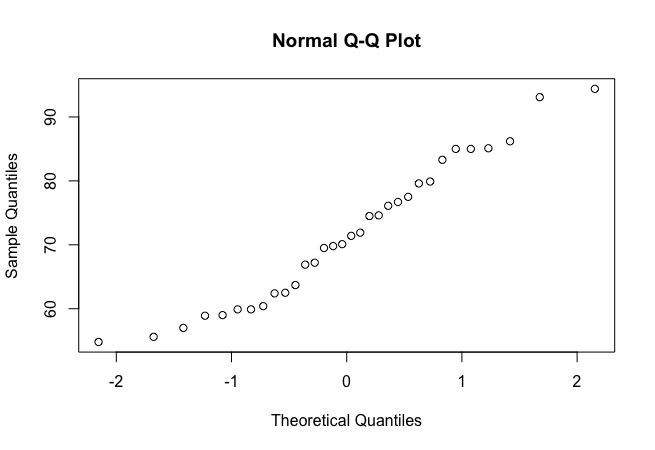 Normal Q-Q Plot
Sample Quantiles
90
80
70
60
-2 -1 0 1 2
Theoretical Quantiles